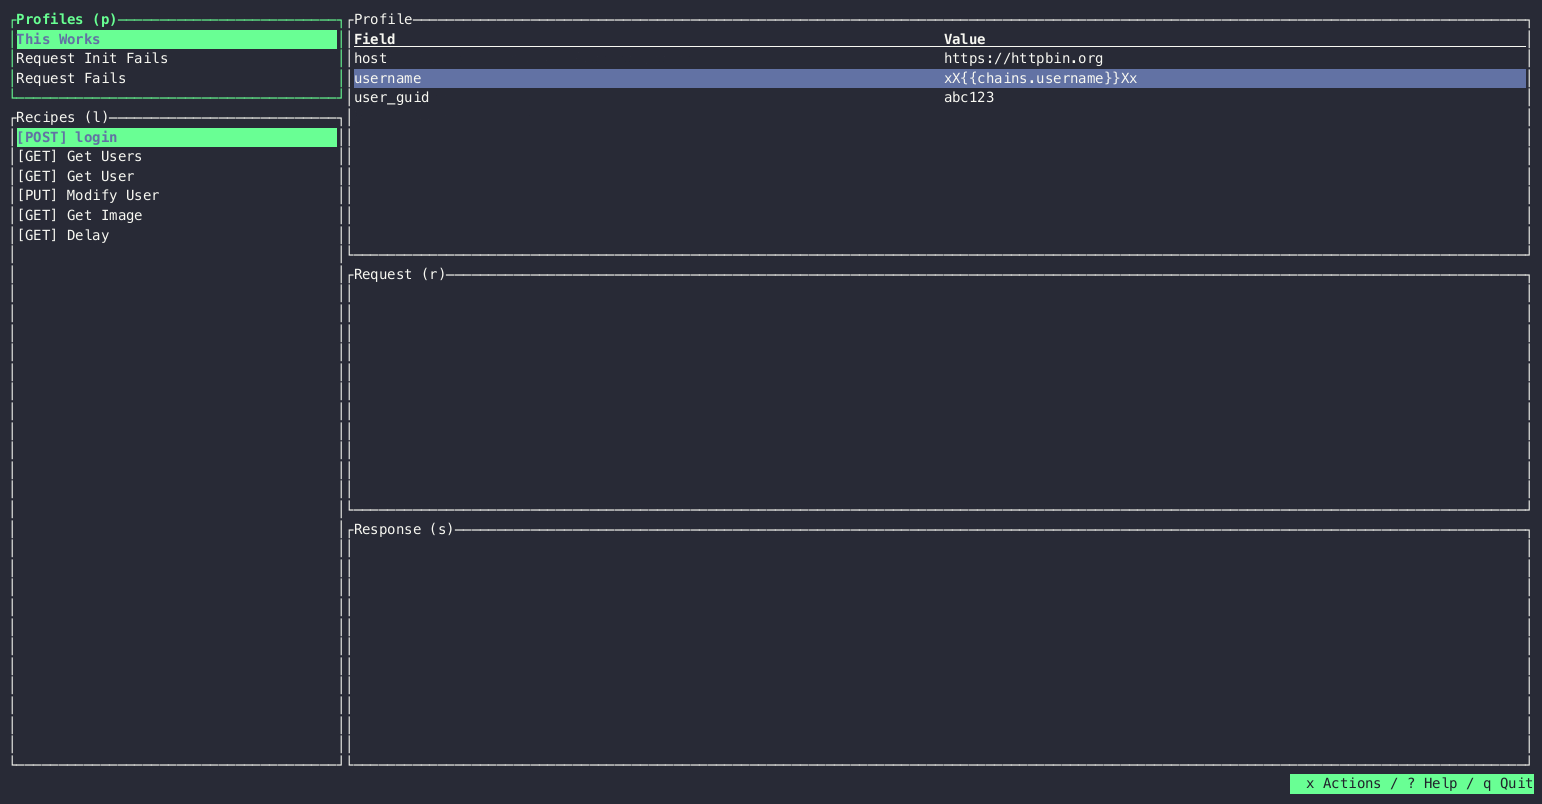 Profiles (p)
This Works
Request Init Fails
Request Fails
Recipes (l)
[POST] login
[GET] Get Users
[GET] Get User
[PUT] Modify User
[GET] Get Image
[GET] Delay
Profile
Field Value
host https://httpbin.org
username xX{{chains.username}}Xx
user_guid abc123
Request (r)
Response (s)
x Actions / ? Help / q Quit